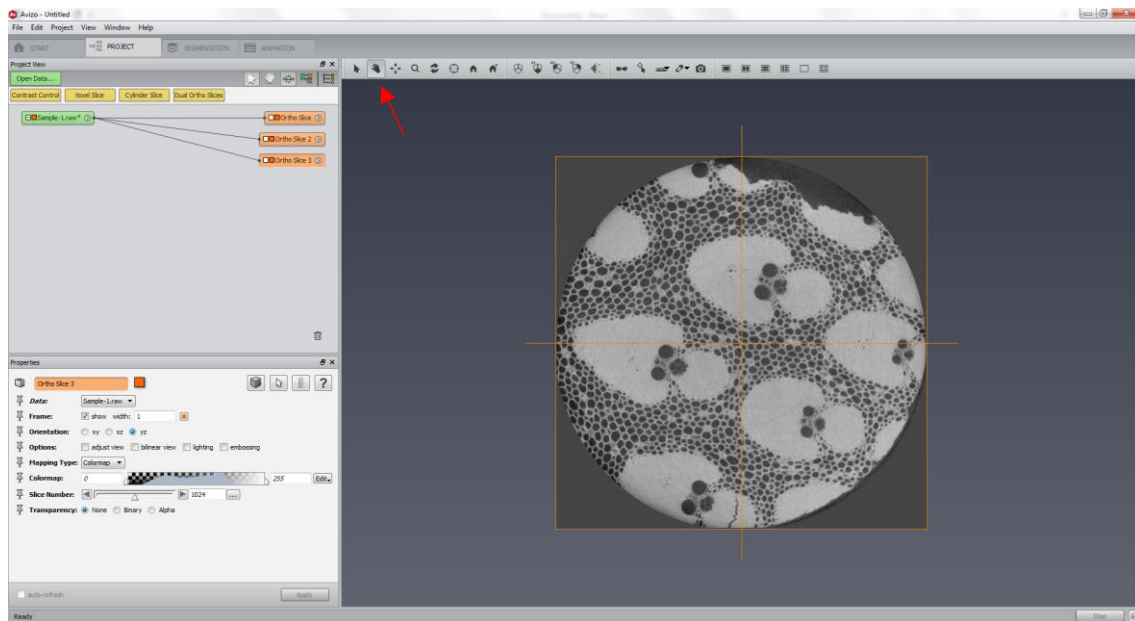 Avizo - Untitled
File Edit Project View Window Help
START PROJECT SEGMENTATION ANIMATION
Project View
Open Data...
Contrast Control Voxel Slice Cylinder Slice Dual Ortho Slices
Sample-1.raw* Ortho Slice
Ortho Slice 2
Ortho Slice 3
Properties
Ortho Slice 3 ?
Data: Sample-1.raw
Frame: show width: 1
Orientation: xy xz yz
Options: adjust view bilinear view lighting embossing
Mapping Type: Colormap
Colormap: 0 255 Edit
Slice Number: 1024 ...
Transparency: None Binary Alpha
auto-refresh Apply
Ready Stop